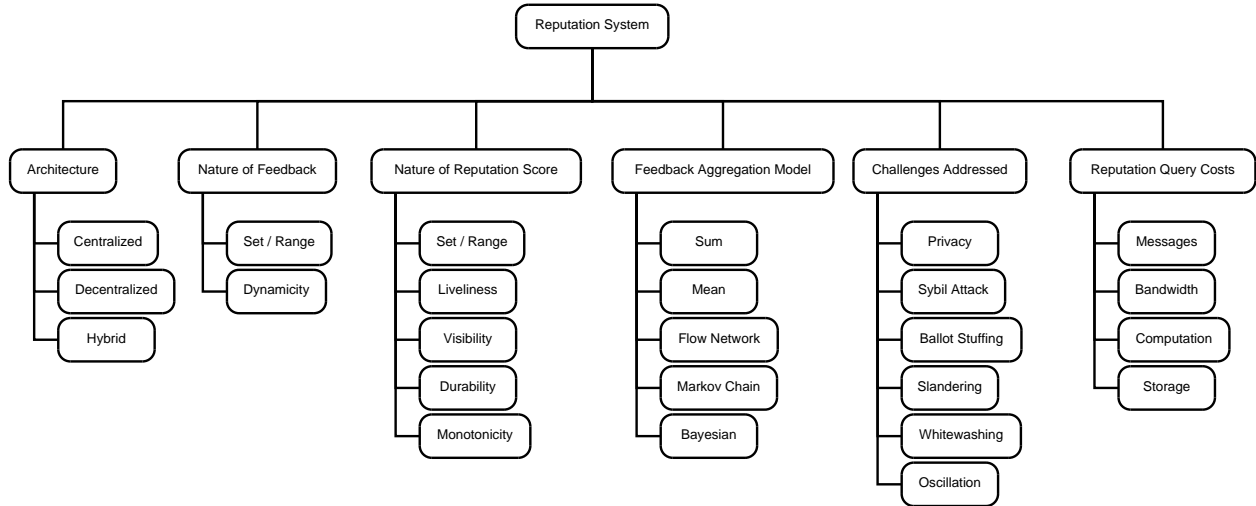 Reputation System
Architecture
Centralized
Decentralized
Hybrid
Nature of Feedback
Set / Range
Dynamicity
Nature of Reputation Score
Set / Range
Liveliness
Visibility
Durability
Monotonicity
Feedback Aggregation Model
Sum
Mean
Flow Network
Markov Chain
Bayesian
Challenges Addressed
Privacy
Sybil Attack
Ballot Stuffing
Slandering
Whitewashing
Oscillation
Reputation Query Costs
Messages
Bandwidth
Computation
Storage